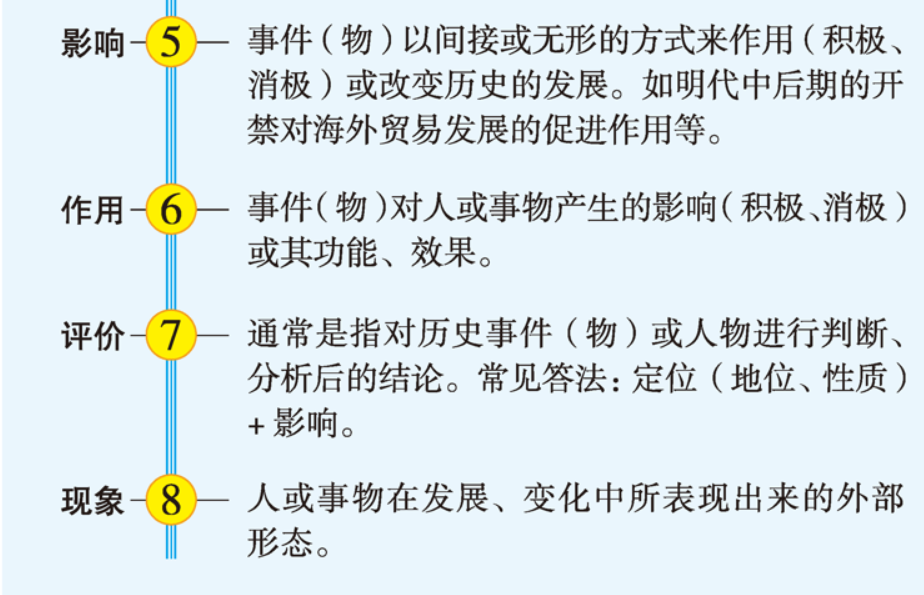 影响 5 事件（物）以间接或无形的方式来作用（积极、
消极）或改变历史的发展。如明代中后期的开
禁对海外贸易发展的促进作用等。
作用 6 事件（物）对人或事物产生的影响（积极、消极）
或其功能、效果。
评价 7 通常是指对历史事件（物）或人物进行判断、
分析后的结论。常见答法：定位（地位、性质）
+ 影响。
现象 8 人或事物在发展、变化中所表现出来的外部
形态。